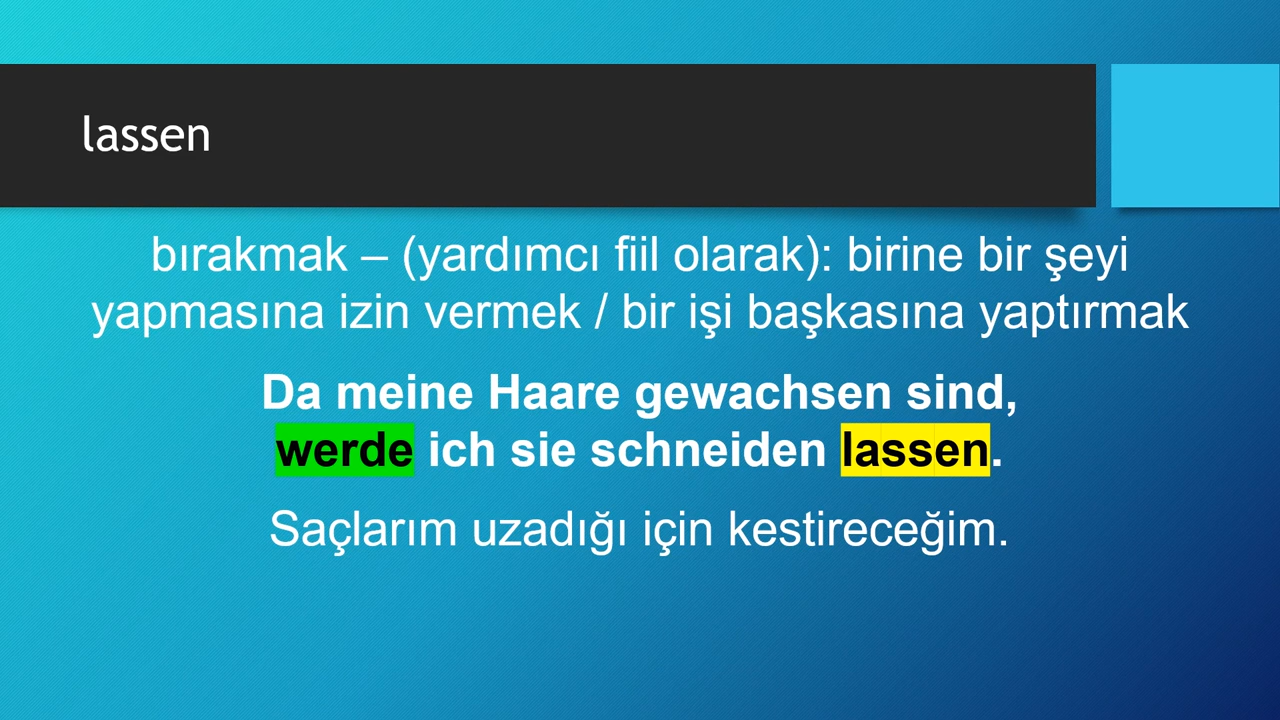 lassen
bırakmak – (yardımcı fiil olarak): birine bir şeyi
yapmasına izin vermek / bir işi başkasına yaptırmak
Da meine Haare gewachsen sind,
werde ich sie schneiden lassen.
Saçlarım uzadığı için kestireceğim.